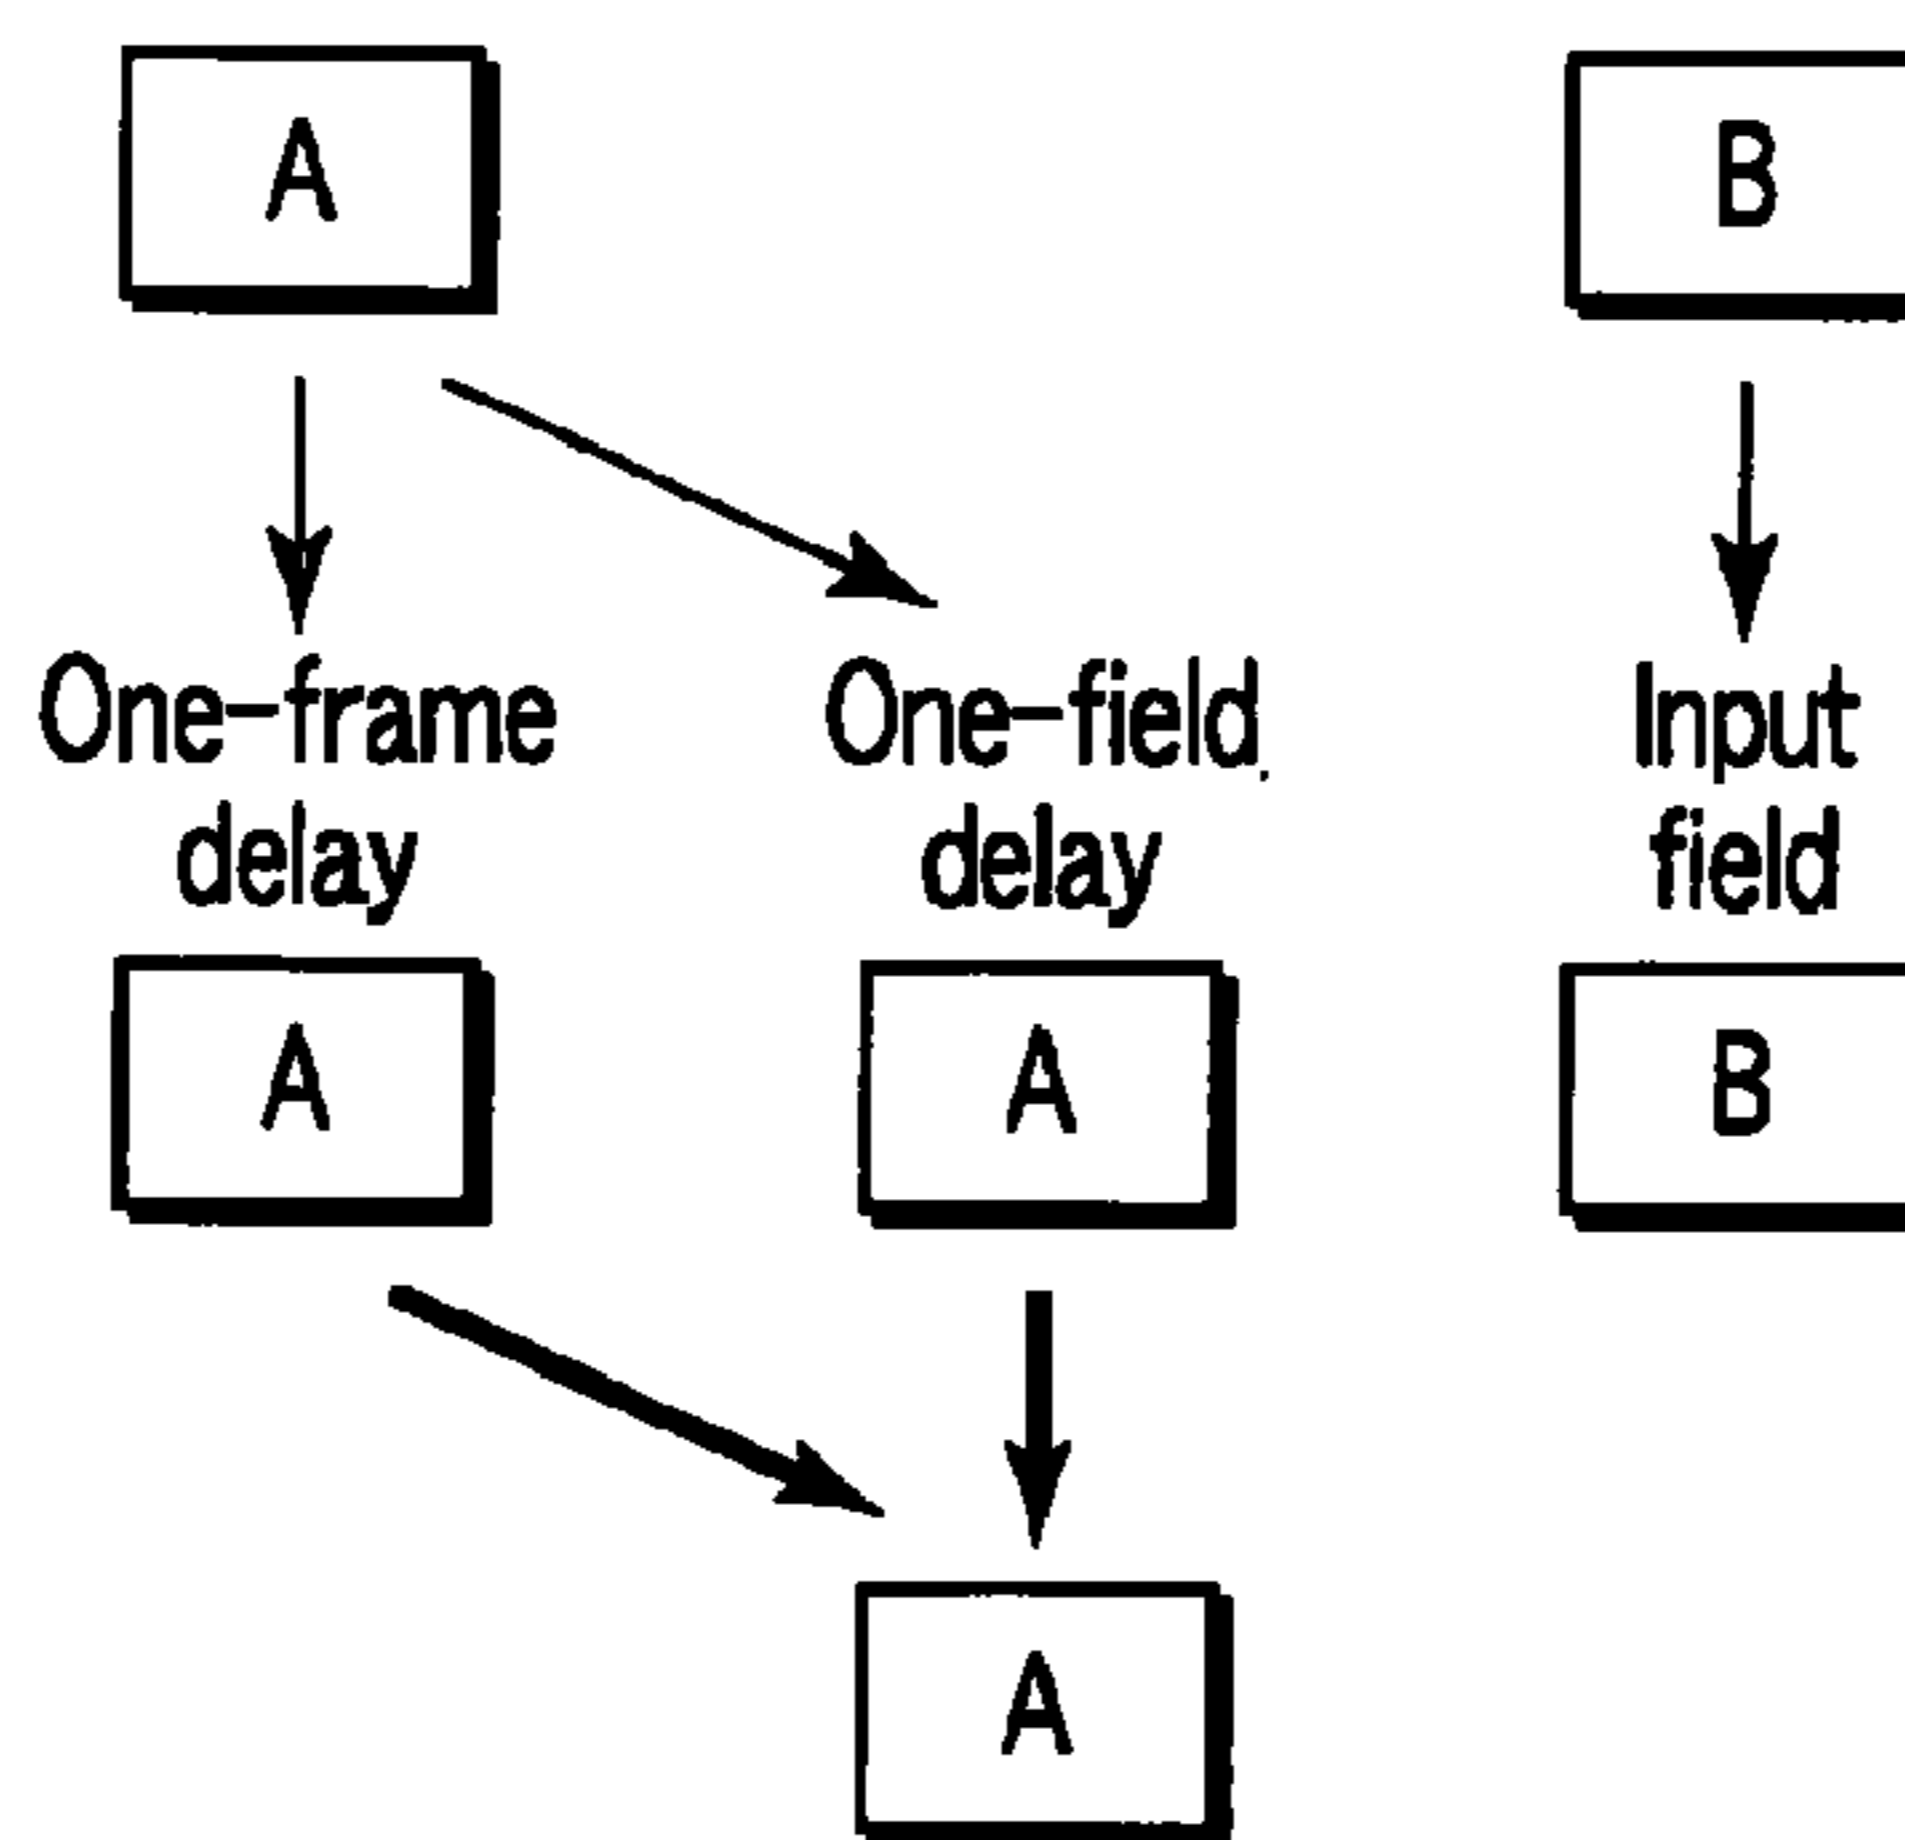 A B
One-frame One-field Input
delay delay field
A A B
A